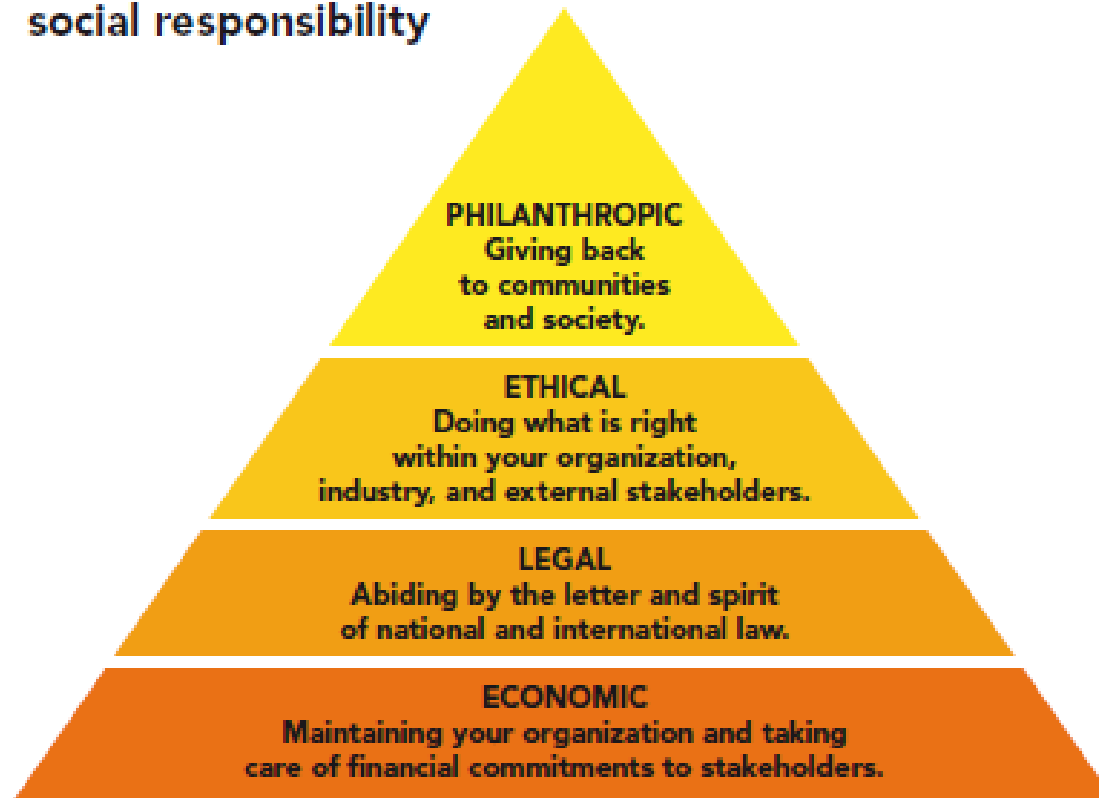 social responsibility
PHILANTHROPIC
Giving back
to communities
and society.
ETHICAL
Doing what is right
within your organization,
industry, and external stakeholders.
LEGAL
Abiding by the letter and spirit
of national and international law.
ECONOMIC
Maintaining your organization and taking
care of financial commitments to stakeholders.